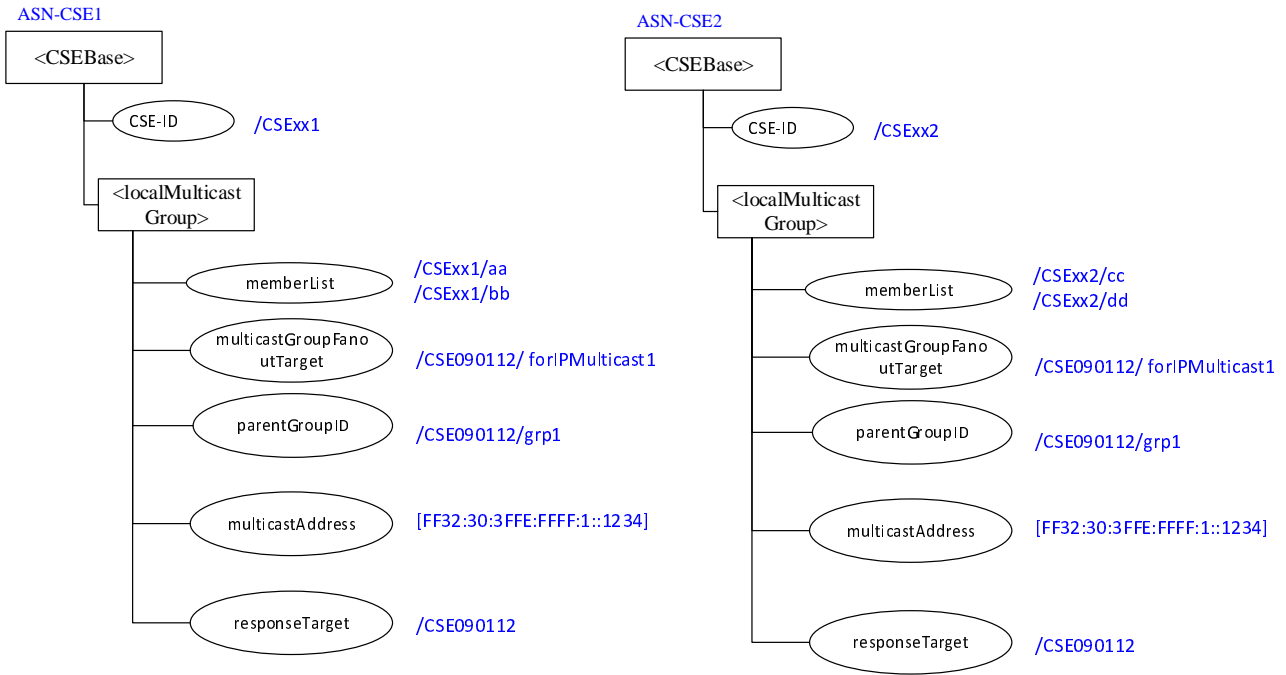 ASN-CSE1
<CSEBase>
CSE-ID
/CSExx1
<localMulticast
Group>
memberList
/CSExx1/aa
/CSExx1/bb
multicastGroupFano
utTarget
/CSE090112/ forIPMulticast1
parentGroupID
/CSE090112/grp1
multicastAddress
[FF32:30:3FFE:FFFF:1::1234]
responseTarget
/CSE090112
ASN-CSE2
<CSEBase>
CSE-ID
/CSExx2
<localMulticast
Group>
memberList
/CSExx2/cc
/CSExx2/dd
multicastGroupFano
utTarget
/CSE090112/ forIPMulticast1
parentGroupID
/CSE090112/grp1
multicastAddress
[FF32:30:3FFE:FFFF:1::1234]
responseTarget
/CSE090112